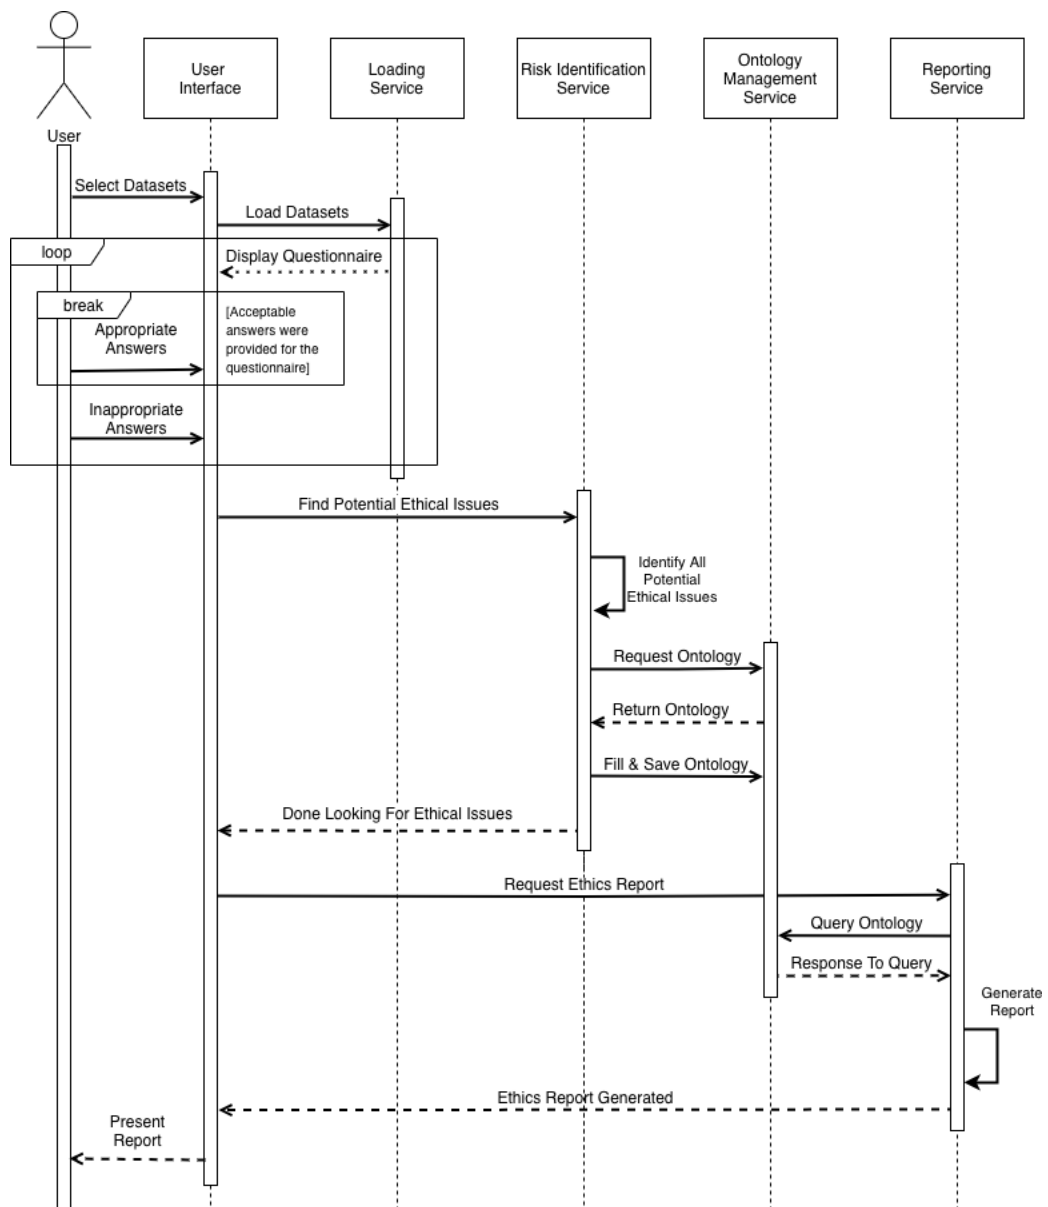 User
User
Interface
Loading
Service
Risk Identification
Service
Ontology
Management
Service
Reporting
Service
Select Datasets
Load Datasets
loop
Display Questionnaire
break
[Acceptable
answers were
provided for the
questionnaire]
Appropriate
Answers
Inappropriate
Answers
Find Potential Ethical Issues
Identify All
Potential
Ethical Issues
Request Ontology
Return Ontology
Fill & Save Ontology
Done Looking For Ethical Issues
Request Ethics Report
Query Ontology
Response To Query
Generate
Report
Ethics Report Generated
Present
Report